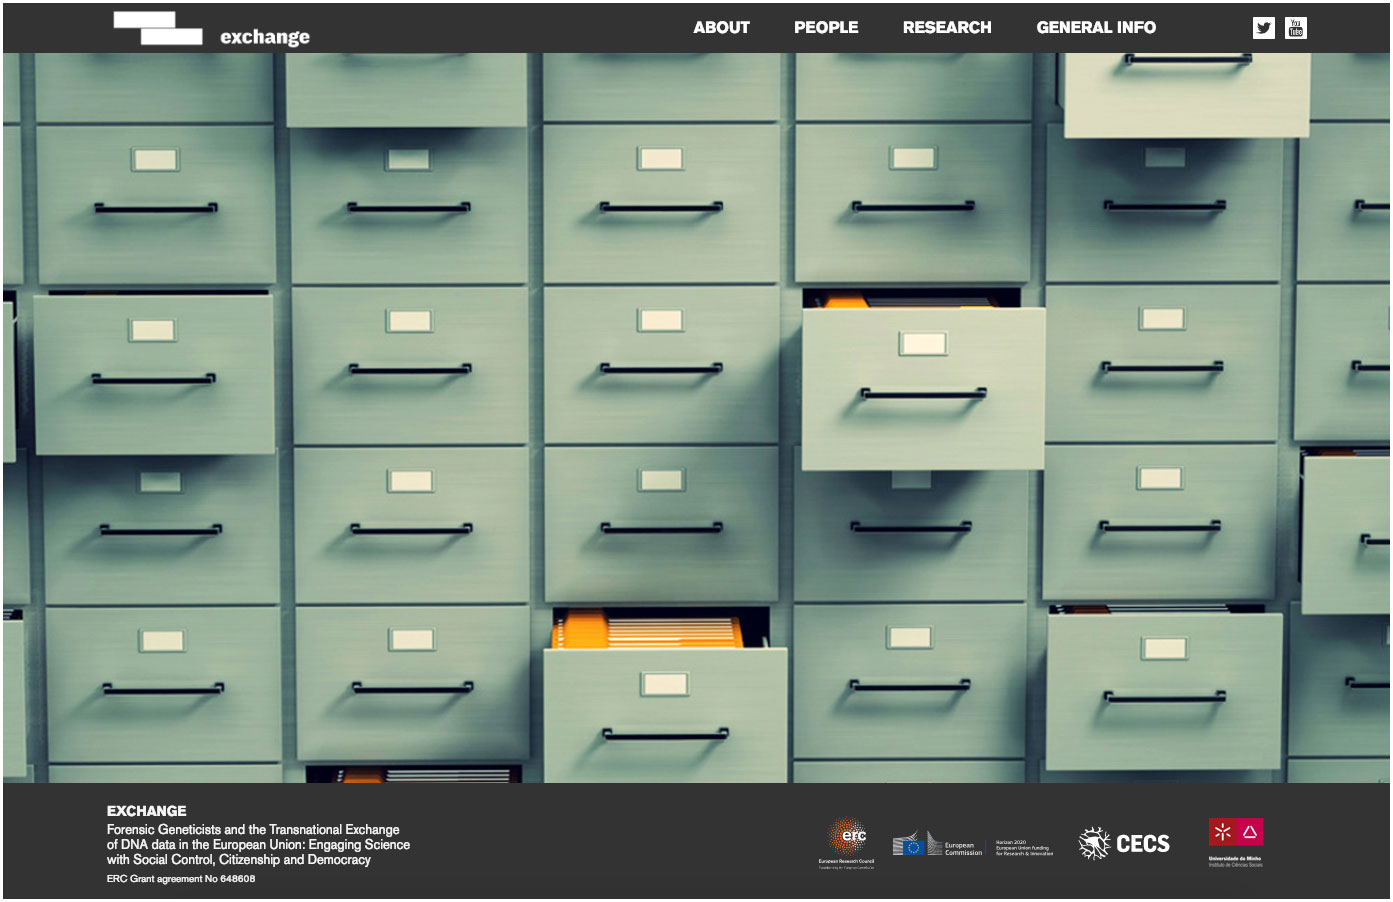 exchange
ABOUT
PEOPLE
RESEARCH
GENERAL INFO
You
Tube
EXCHANGE
Forensic Geneticists and the Transnational Exchange
of DNA data in the European Union: Engaging Science
with Social Control, Citizenship and Democracy
ERC Grant agreement No 648608
erc
European Research Council
European
Commission
Horizon 2020
European Union funding
for Research & Innovation
CECS
Universidade do Minho
Instituto de Ciências Sociais